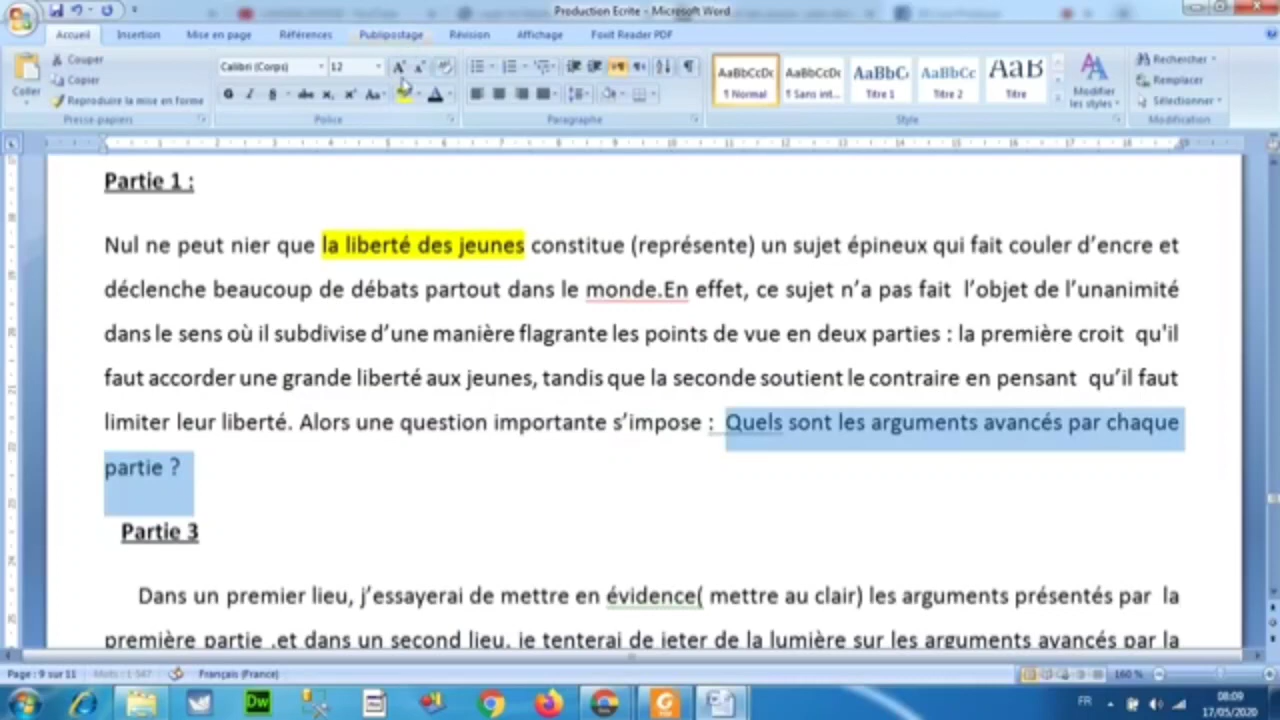 Production Ecrite - Microsoft Word
Accueil Insertion Mise en page Références Publipostage Révision Affichage Foxit Reader PDF
Couper
Copier
Reproduire la mise en forme
Coller
Calibri (Corps) 12
AaBbCcDc AaBbCcDc AaBbC AaBbCc AaB
¶ Normal ¶ Sans int... Titre 1 Titre 2 Titre
Modifier les styles
Rechercher
Remplacer
Sélectionner
Presse-papiers Police Paragraphe Style Modification
Partie 1 :
Nul ne peut nier que la liberté des jeunes constitue (représente) un sujet épineux qui fait couler d’encre et
déclenche beaucoup de débats partout dans le monde.En effet, ce sujet n’a pas fait l’objet de l’unanimité
dans le sens où il subdivise d’une manière flagrante les points de vue en deux parties : la première croit qu'il
faut accorder une grande liberté aux jeunes, tandis que la seconde soutient le contraire en pensant qu’il faut
limiter leur liberté. Alors une question importante s’impose : Quels sont les arguments avancés par chaque
partie ?
Partie 3
Dans un premier lieu, j’essayerai de mettre en évidence( mettre au clair) les arguments présentés par la
première partie ,et dans un second lieu, je tenterai de jeter de la lumière sur les arguments avancés par la
Page : 9 sur 11 Mots : 1 547 Français (France) 160 %
FR 08:09
17/05/2020